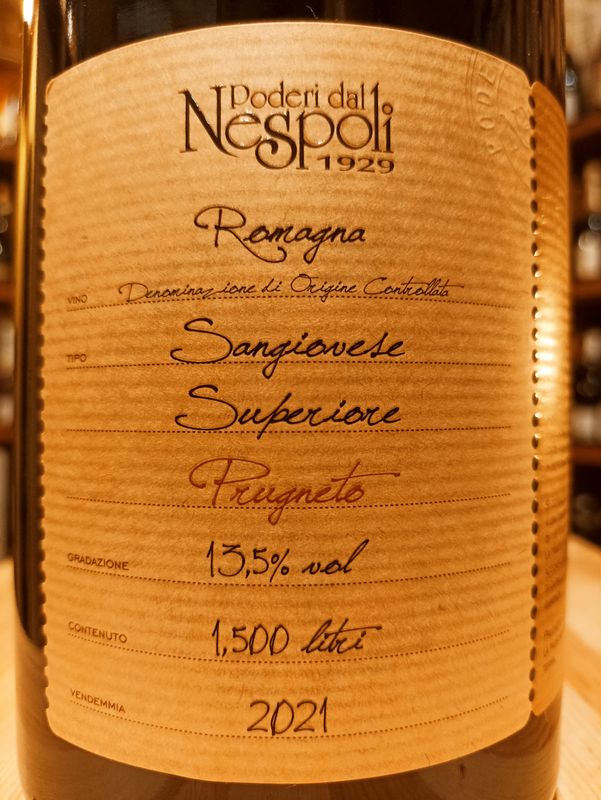 Poderi dal
Nespoli
1929
Romagna
VINO Denominazione di Origine Controllata
TIPO Sangiovese
Superiore
Prugneto
GRADAZIONE 13,5% vol
CONTENUTO 1,500 litri
VENDEMMIA 2021